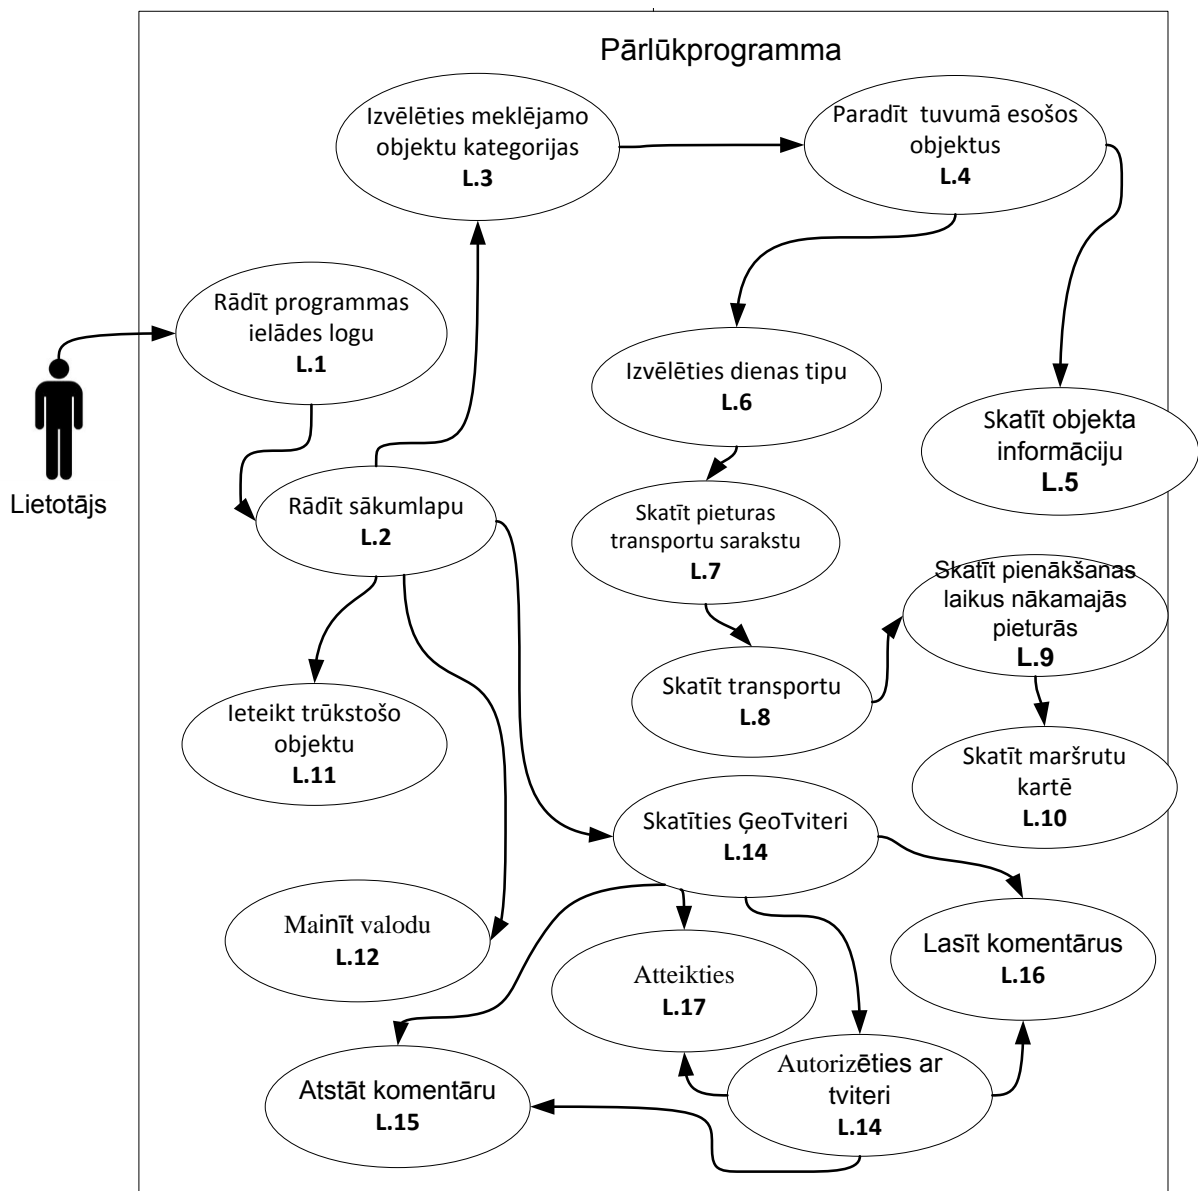 Pārlūkprogramma
Izvēlēties meklējamo
objektu kategorijas
L.3
Paradīt tuvumā esošos
objektus
L.4
Rādīt programmas
ielādes logu
L.1
Lietotājs
Izvēlēties dienas tipu
L.6
Skatīt objekta
informāciju
L.5
Rādīt sākumlapu
L.2
Skatīt pieturas
transportu sarakstu
L.7
Skatīt pienākšanas
laikus nākamajās
pieturās
L.9
Skatīt transportu
L.8
Ieteikt trūkstošo
objektu
L.11
Skatīt maršrutu
kartē
L.10
Skatīties ĢeoTviteri
L.14
Mainīt valodu
L.12
Lasīt komentārus
L.16
Atteikties
L.17
Autorizēties ar
tviteri
L.14
Atstāt komentāru
L.15